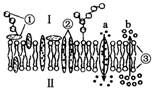 ① Ⅰ ② a b
③
Ⅱ